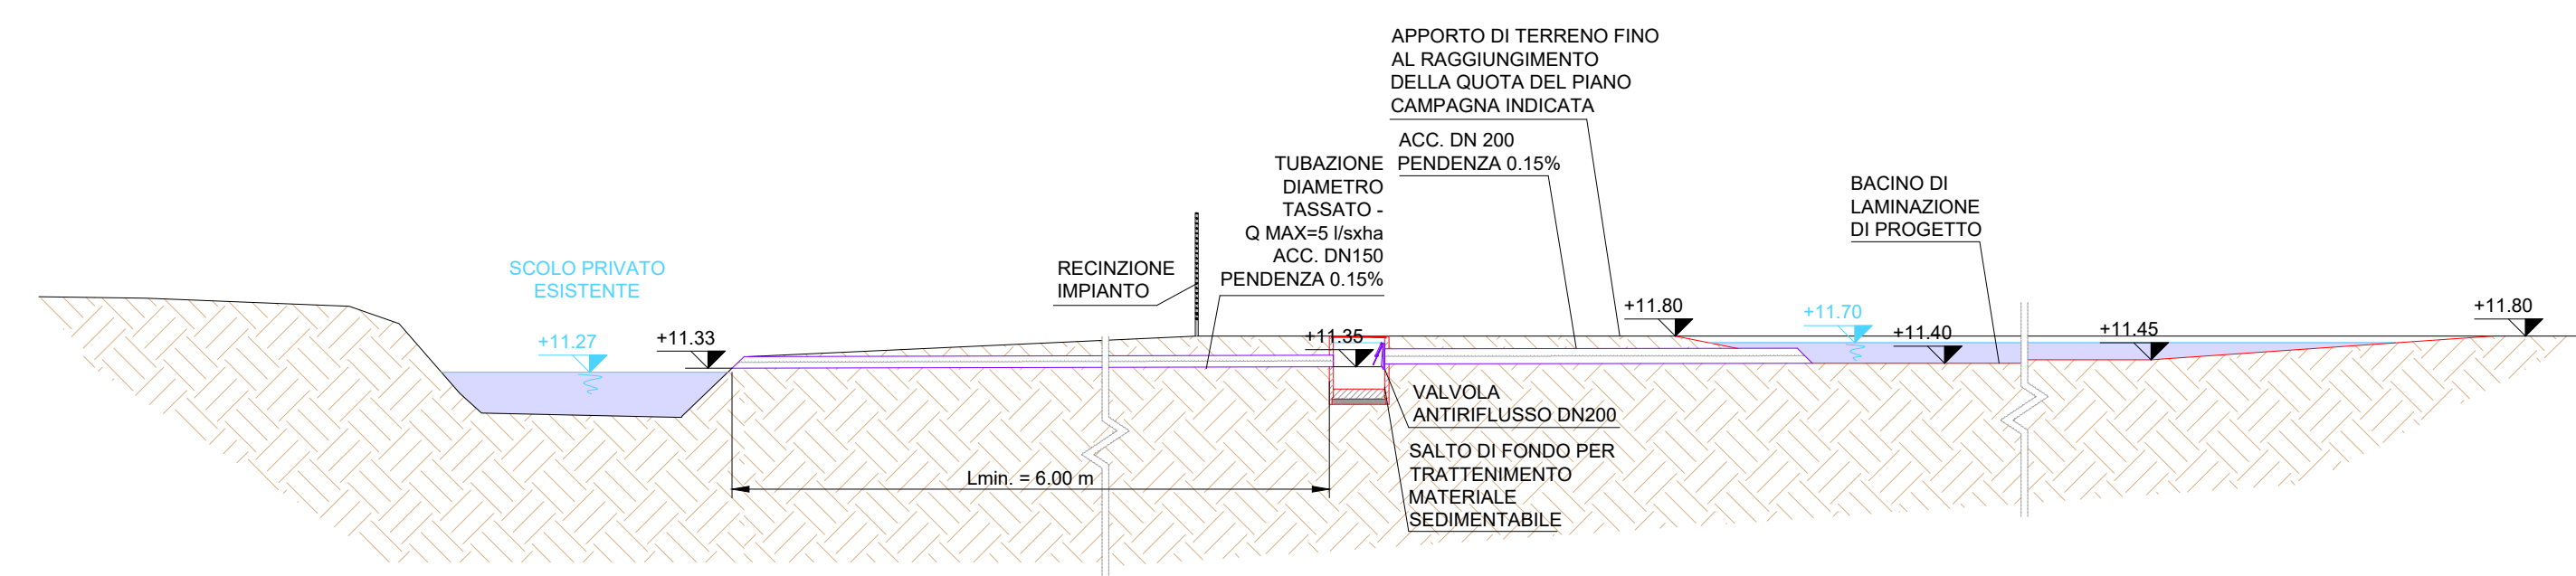 APPORTO DI TERRENO FINO
AL RAGGIUNGIMENTO
DELLA QUOTA DEL PIANO
CAMPAGNA INDICATA
ACC. DN 200
PENDENZA 0.15%
TUBAZIONE
DIAMETRO
TASSATO -
Q MAX=5 l/sxha
ACC. DN150
PENDENZA 0.15%
BACINO DI
LAMINAZIONE
DI PROGETTO
SCOLO PRIVATO
ESISTENTE
RECINZIONE
IMPIANTO
+11.27
+11.33
+11.35
+11.80
+11.70
+11.40
+11.45
+11.80
VALVOLA
ANTIRIFLUSSO DN200
SALTO DI FONDO PER
TRATTENIMENTO
MATERIALE
SEDIMENTABILE
Lmin. = 6.00 m